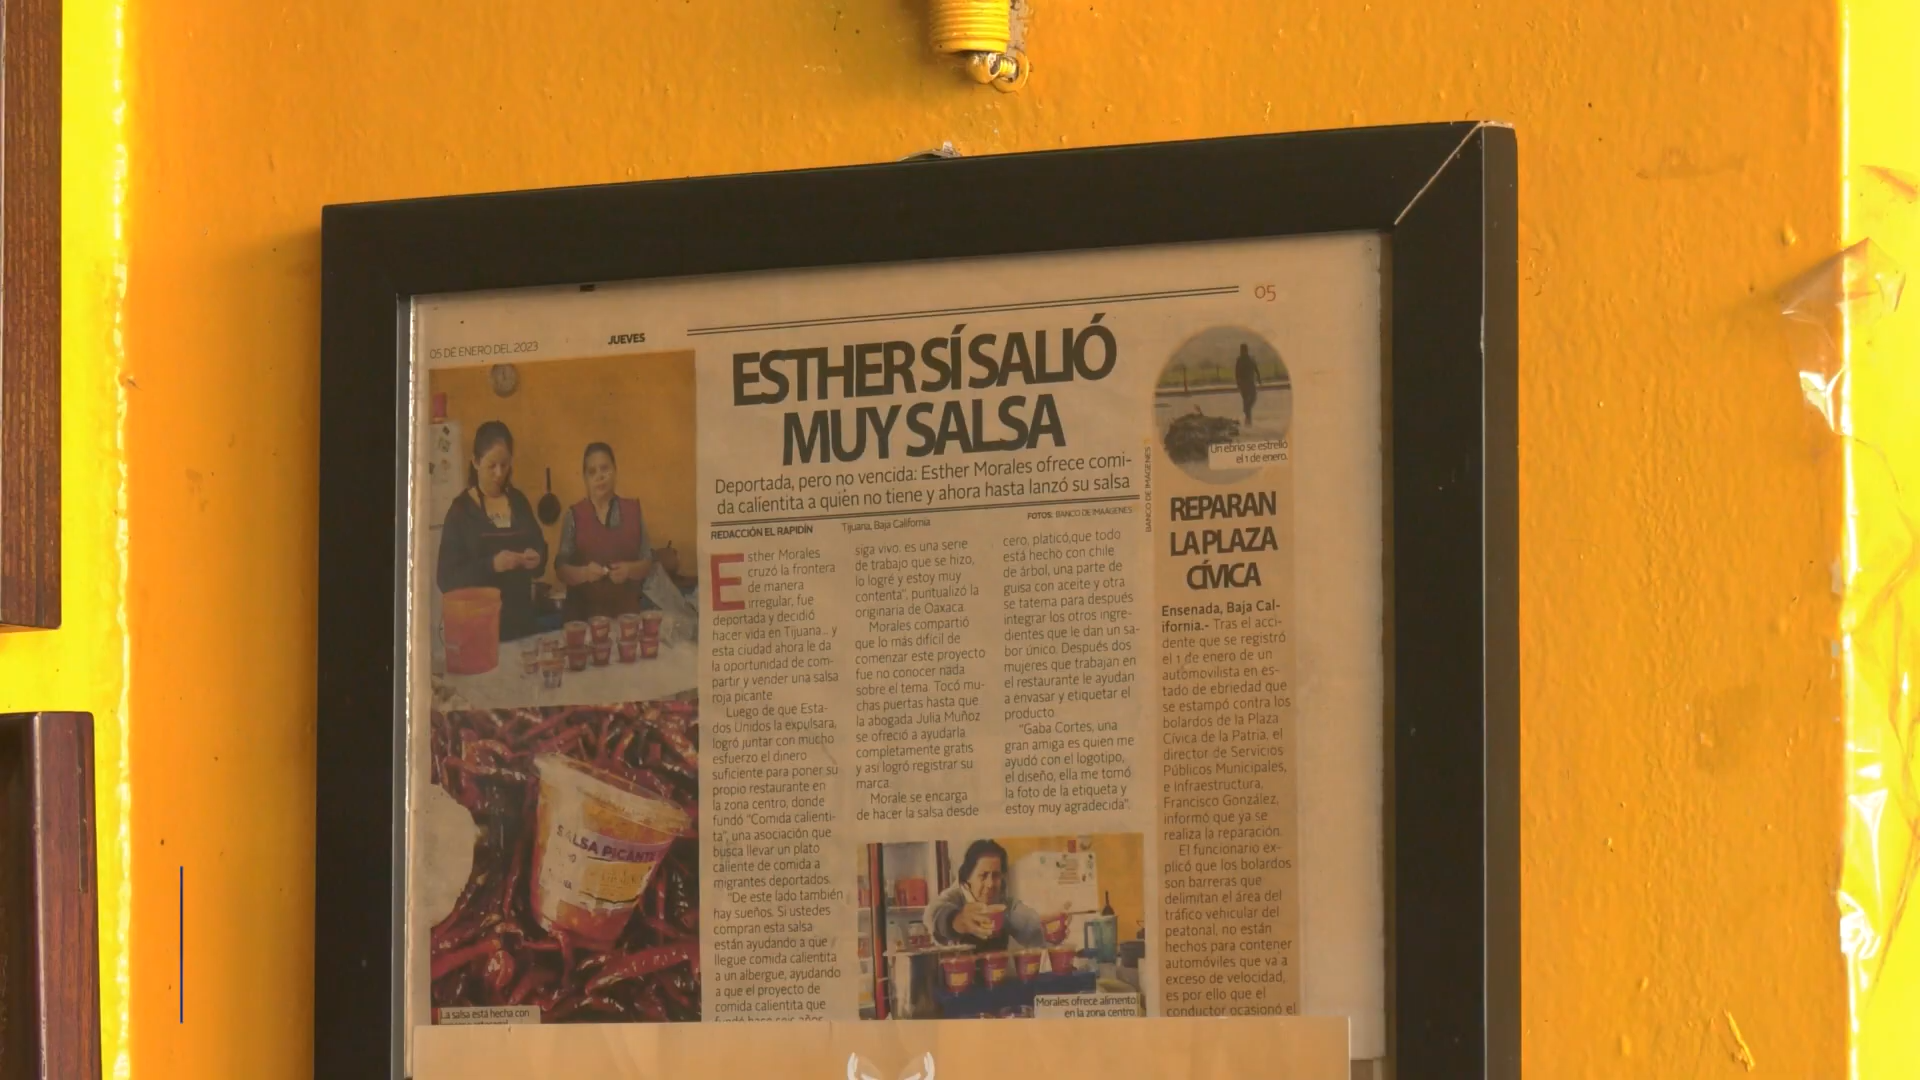 05 DE ENERO DEL 2023
JUEVES
05
ESTHER SÍ SALIÓ
MUY SALSA
Deportada, pero no vencida: Esther Morales ofrece comi-
da calientita a quién no tiene y ahora hasta lanzó su salsa
REDACCIÓN EL RAPIDÍN
Tijuana, Baja California
FOTOS: BANCO DE IMÁAGENES
Esther Morales
cruzó la frontera
de manera
irregular, fue
deportada y decidió
hacer vida en Tijuana... y
esta ciudad ahora le da
la oportunidad de com-
partir y vender una salsa
roja picante
Luego de que Esta-
dos Unidos la expulsara,
logró juntar con mucho
esfuerzo el dinero
suficiente para poner su
propio restaurante en
la zona centro, donde
fundó "Comida calienti-
ta", una asociación que
busca llevar un plato
caliente de comida a
migrantes deportados.
"De este lado también
hay sueños. Si ustedes
compran esta salsa
están ayudando a que
llegue comida calientita
a un albergue, ayudando
a que el proyecto de
comida calientita que
fundé hace seis años
siga vivo, es una serie
de trabajo que se hizo,
lo logré y estoy muy
contenta", puntualizó la
originaria de Oaxaca.
Morales compartió
que lo más difícil de
comenzar este proyecto
fue no conocer nada
sobre el tema. Tocó mu-
chas puertas hasta que
la abogada Julia Muñoz
se ofreció a ayudarla
completamente gratis
y así logró registrar su
marca.
Morale se encarga
de hacer la salsa desde
cero, platicó,que todo
está hecho con chile
de árbol, una parte de
guisa con aceite y otra
se tatema para después
integrar los otros ingre-
dientes que le dan un sa-
bor único. Después dos
mujeres que trabajan en
el restaurante le ayudan
a envasar y etiquetar el
producto.
"Gaba Cortes, una
gran amiga es quien me
ayudó con el logotipo,
el diseño, ella me tomó
la foto de la etiqueta y
estoy muy agradecida".
SALSA PICANTE
La salsa está hecha con
Morales ofrece alimento
en la zona centro.
BANCO DE IMÁGENES
Un ebrio se estrelló
el 1 de enero.
REPARAN
LA PLAZA
CÍVICA
Ensenada, Baja Cal-
ifornia.- Tras el acci-
dente que se registró
el 1 de enero de un
automovilista en es-
tado de ebriedad que
se estampó contra los
bolardos de la Plaza
Cívica de la Patria, el
director de Servicios
Públicos Municipales,
e Infraestructura,
Francisco González,
informó que ya se
realiza la reparación.
El funcionario ex-
plicó que los bolardos
son barreras que
delimitan el área del
tráfico vehicular del
peatonal, no están
hechos para contener
automóviles que va a
exceso de velocidad,
es por ello que el
conductor ocasionó el